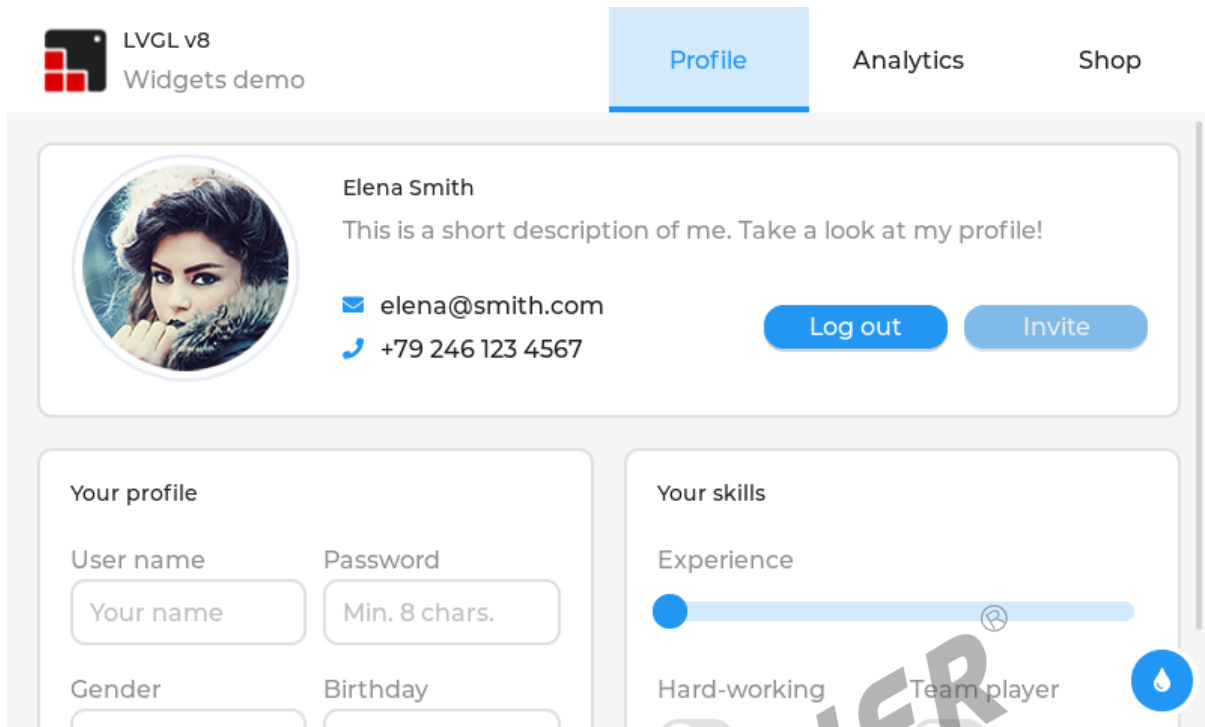 LVGL v8
Widgets demo
Profile Analytics Shop
Elena Smith
This is a short description of me. Take a look at my profile!
elena@smith.com
+79 246 123 4567
Log out Invite
Your profile
User name Password
Your name Min. 8 chars.
Gender Birthday
Your skills
Experience
Hard-working Team player
®